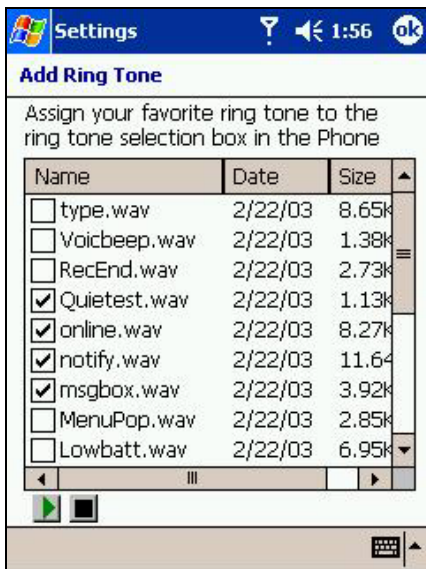 Settings 1:56 ok
Add Ring Tone
Assign your favorite ring tone to the
ring tone selection box in the Phone
Name Date Size
type.wav 2/22/03 8.65k
Voicbeep.wav 2/22/03 1.38k
RecEnd.wav 2/22/03 2.73k
Quietest.wav 2/22/03 1.13k
online.wav 2/22/03 8.27k
notify.wav 2/22/03 11.64
msgbox.wav 2/22/03 3.92k
MenuPop.wav 2/22/03 2.85k
Lowbatt.wav 2/22/03 6.95k